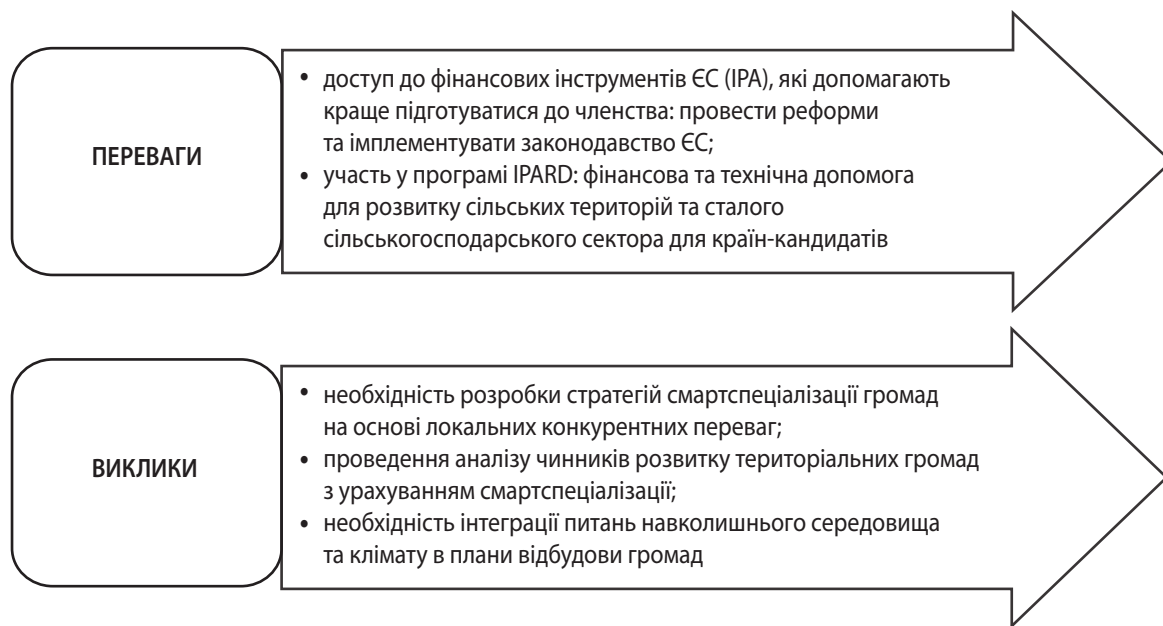 ПЕРЕВАГИ
• доступ до фінансових інструментів ЄС (IPA), які допомагають
краще підготуватися до членства: провести реформи
та імплементувати законодавство ЄС;
• участь у програмі IPARD: фінансова та технічна допомога
для розвитку сільських територій та сталого
сільськогосподарського сектора для країн-кандидатів
ВИКЛИКИ
• необхідність розробки стратегій смартспеціалізації громад
на основі локальних конкурентних переваг;
• проведення аналізу чинників розвитку територіальних громад
з урахуванням смартспеціалізації;
• необхідність інтеграції питань навколишнього середовища
та клімату в плани відбудови громад